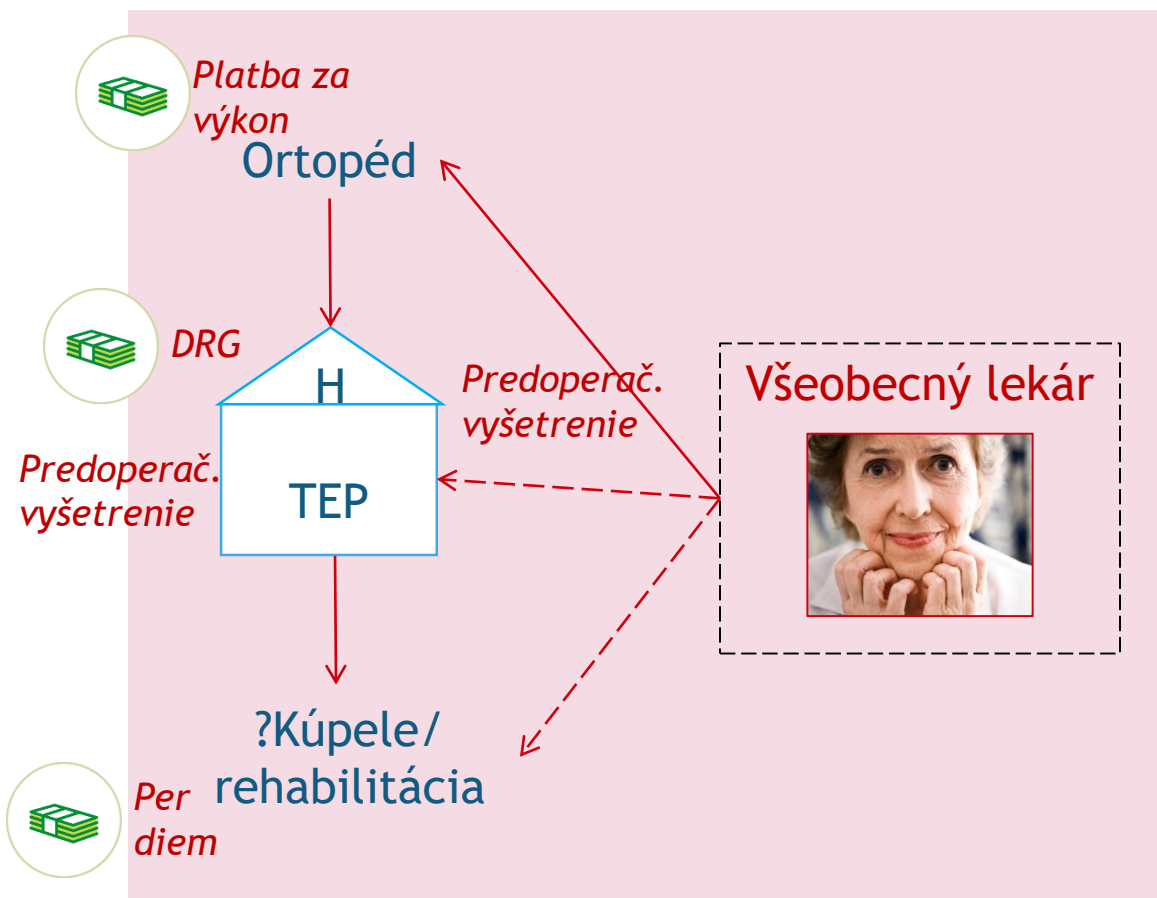 Platba za
výkon
Ortopéd
DRG
H
Predoperač.
vyšetrenie
TEP
Predoperač.
vyšetrenie
Všeobecný lekár
?Kúpele/
rehabilitácia
Per
diem